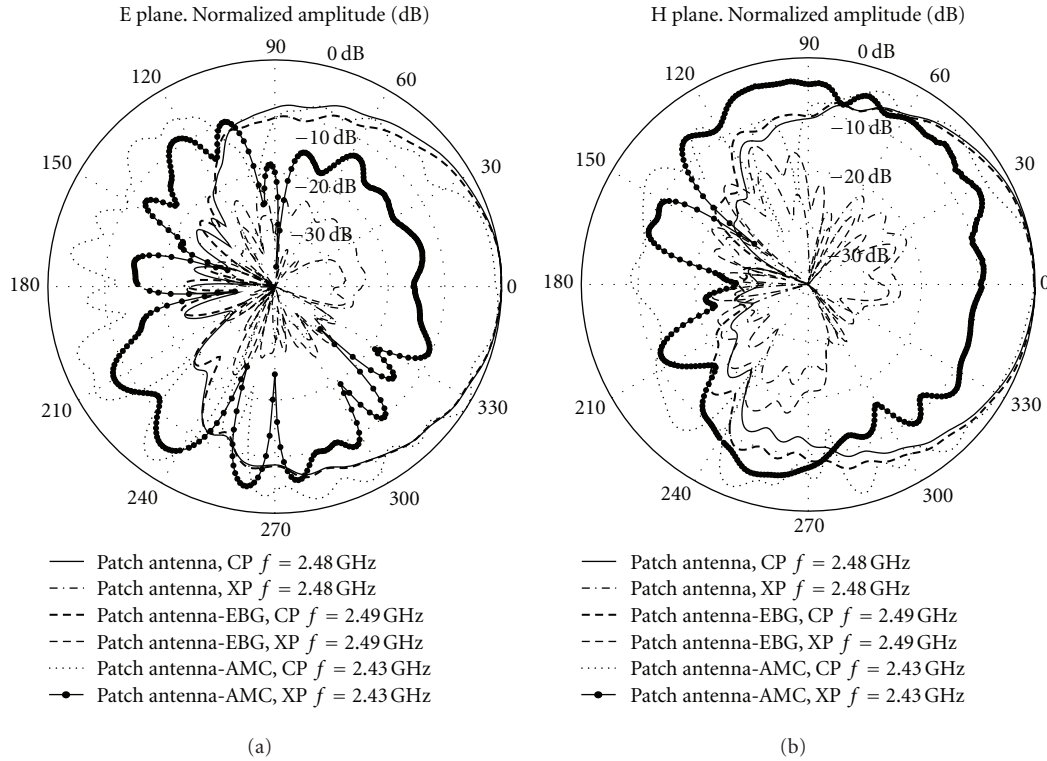 E plane. Normalized amplitude (dB)
90
0 dB
120
60
−10 dB
150
30
−20 dB
−30 dB
180
0
210
330
240
300
270
Patch antenna, CP f = 2.48 GHz
Patch antenna, XP f = 2.48 GHz
Patch antenna-EBG, CP f = 2.49 GHz
Patch antenna-EBG, XP f = 2.49 GHz
Patch antenna-AMC, CP f = 2.43 GHz
Patch antenna-AMC, XP f = 2.43 GHz
(a)
H plane. Normalized amplitude (dB)
90
0 dB
120
60
−10 dB
150
30
−20 dB
−30 dB
180
0
210
330
240
300
270
Patch antenna, CP f = 2.48 GHz
Patch antenna, XP f = 2.48 GHz
Patch antenna-EBG, CP f = 2.49 GHz
Patch antenna-EBG, XP f = 2.49 GHz
Patch antenna-AMC, CP f = 2.43 GHz
Patch antenna-AMC, XP f = 2.43 GHz
(b)